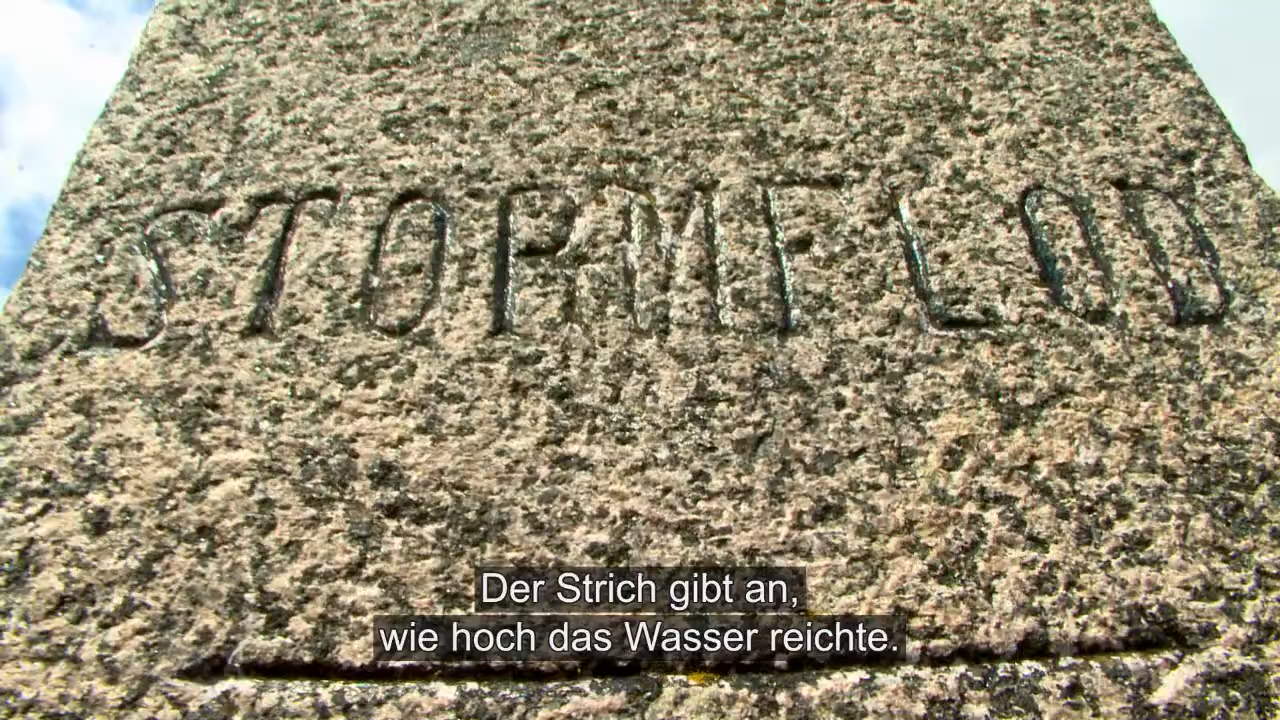 STORMFLOD
Der Strich gibt an,
wie hoch das Wasser reichte.